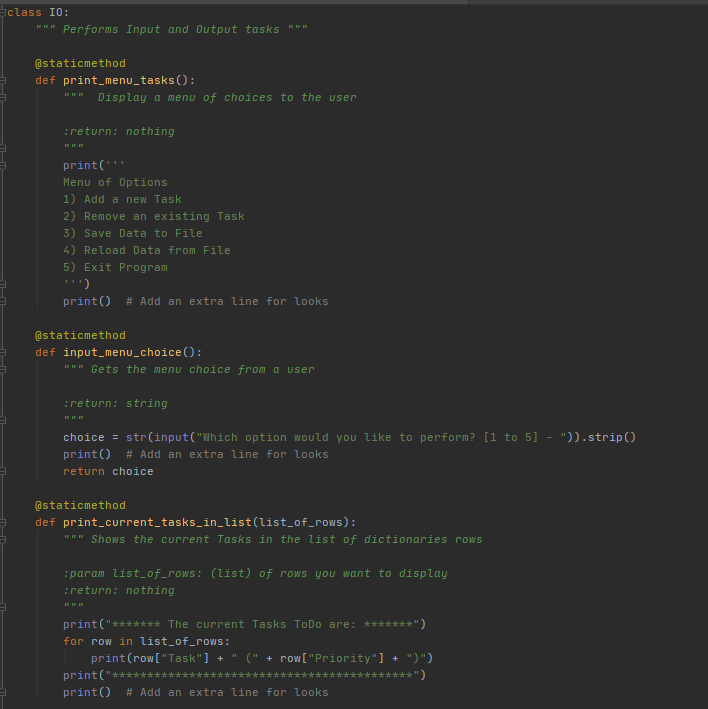 class IO:
    """ Performs Input and Output tasks """

    @staticmethod
    def print_menu_tasks():
        """  Display a menu of choices to the user

        :return: nothing
        """
        print('''
        Menu of Options
        1) Add a new Task
        2) Remove an existing Task
        3) Save Data to File
        4) Reload Data from File
        5) Exit Program
        ''')
        print()  # Add an extra line for looks

    @staticmethod
    def input_menu_choice():
        """ Gets the menu choice from a user

        :return: string
        """
        choice = str(input("Which option would you like to perform? [1 to 5] - ")).strip()
        print()  # Add an extra line for looks
        return choice

    @staticmethod
    def print_current_tasks_in_list(list_of_rows):
        """ Shows the current Tasks in the list of dictionaries rows

        :param list_of_rows: (list) of rows you want to display
        :return: nothing
        """
        print("******* The current Tasks ToDo are: *******")
        for row in list_of_rows:
            print(row["Task"] + " (" + row["Priority"] + ")")
        print("*******************************************")
        print()  # Add an extra line for looks